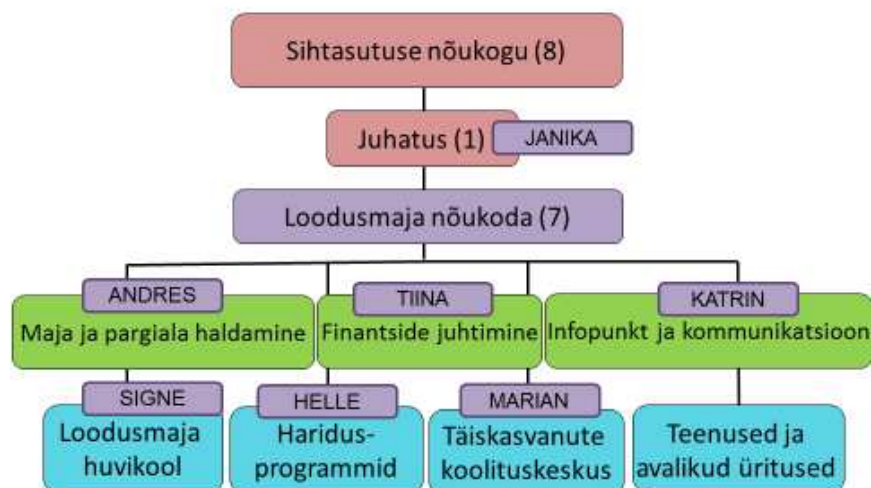 Sihtasutuse nõukogu (8)
Juhatus (1)
JANIKA
Loodusmaja nõukoda (7)
ANDRES
Maja ja pargiala haldamine
TIINA
Finantside juhtimine
KATRIN
Infopunkt ja kommunikatsioon
SIGNE
Loodusmaja
huvikool
HELLE
Haridus-
programmid
MARIAN
Täiskasvanute
koolituskeskus
Teenused ja
avalikud üritused